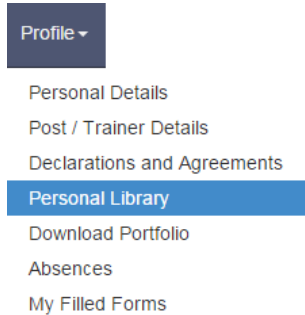 Profile
Personal Details
Post / Trainer Details
Declarations and Agreements
Personal Library
Download Portfolio
Absences
My Filled Forms